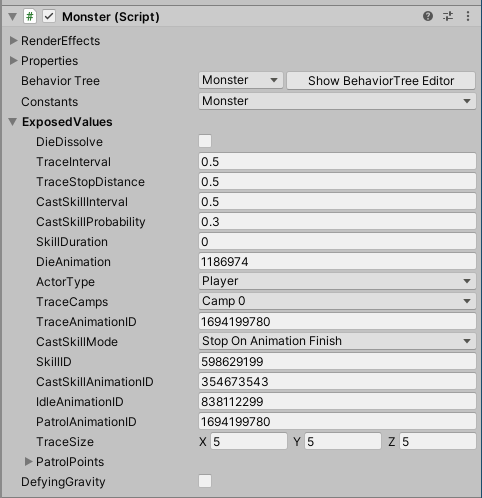 Monster (Script)
RenderEffects
Properties
Behavior Tree Monster Show BehaviorTree Editor
Constants Monster
ExposedValues
DieDissolve
TraceInterval 0.5
TraceStopDistance 0.5
CastSkillInterval 0.5
CastSkillProbability 0.3
SkillDuration 0
DieAnimation 1186974
ActorType Player
TraceCamps Camp 0
TraceAnimationID 1694199780
CastSkillMode Stop On Animation Finish
SkillID 598629199
CastSkillAnimationID 354673543
IdleAnimationID 838112299
PatrolAnimationID 1694199780
TraceSize X 5 Y 5 Z 5
PatrolPoints
DefyingGravity